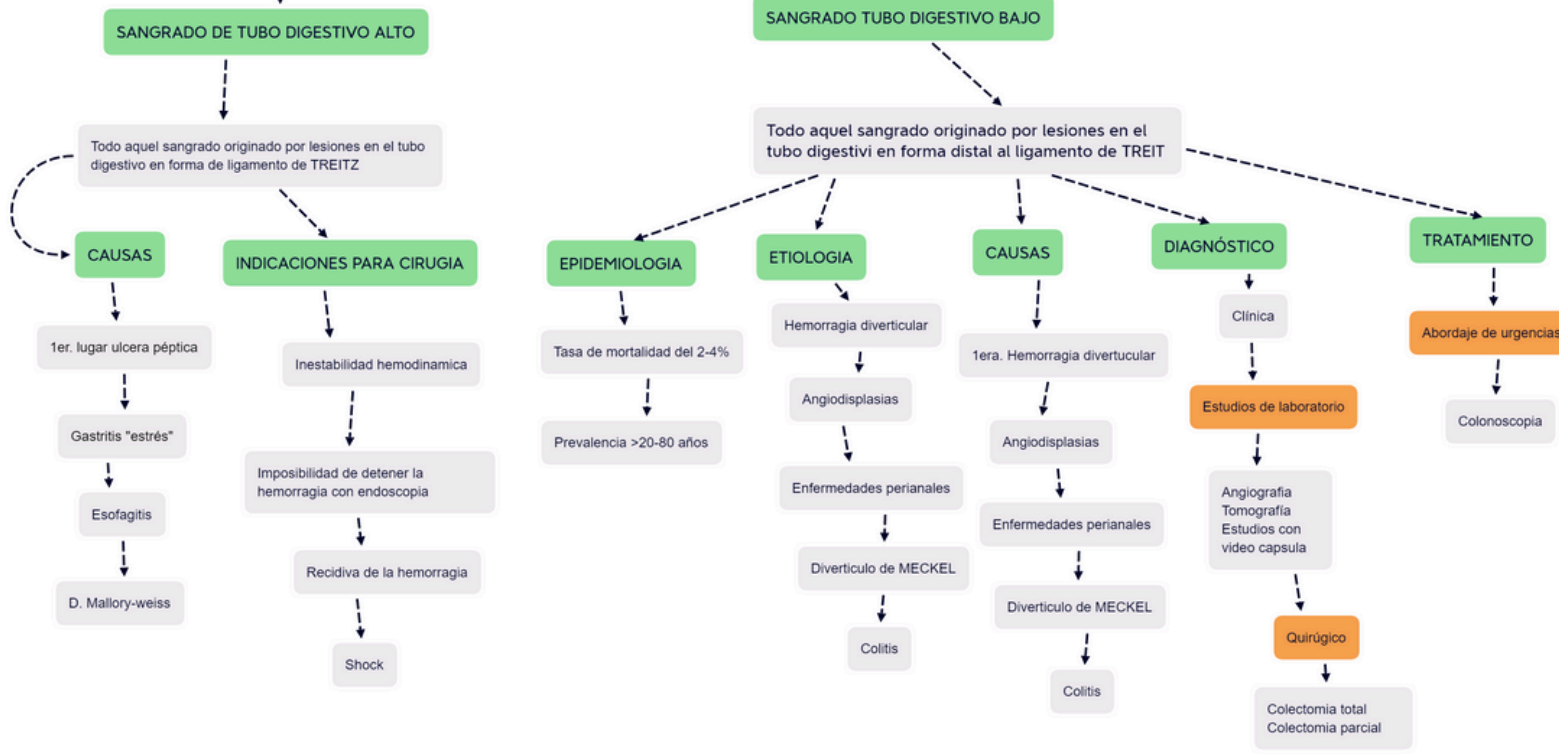 SANGRADO DE TUBO DIGESTIVO ALTO
Todo aquel sangrado originado por lesiones en el tubo
digestivo en forma de ligamento de TREITZ
CAUSAS
1er. lugar ulcera péptica
Gastritis "estrés"
Esofagitis
D. Mallory-weiss
INDICACIONES PARA CIRUGIA
Inestabilidad hemodinamica
Imposibilidad de detener la
hemorragia con endoscopia
Recidiva de la hemorragia
Shock
SANGRADO TUBO DIGESTIVO BAJO
Todo aquel sangrado originado por lesiones en el
tubo digestivi en forma distal al ligamento de TREIT
EPIDEMIOLOGIA
Tasa de mortalidad del 2-4%
Prevalencia >20-80 años
ETIOLOGIA
Hemorragia diverticular
Angiodisplasias
Enfermedades perianales
Diverticulo de MECKEL
Colitis
CAUSAS
1era. Hemorragia divertucular
Angiodisplasias
Enfermedades perianales
Diverticulo de MECKEL
Colitis
DIAGNÓSTICO
Clínica
Estudios de laboratorio
Angiografia
Tomografía
Estudios con
video capsula
Quirúgico
Colectomia total
Colectomia parcial
TRATAMIENTO
Abordaje de urgencias
Colonoscopia